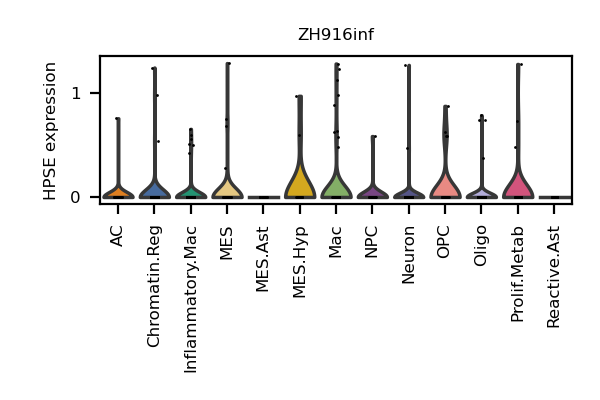 ZH916inf
HPSE expression
1
0
AC
Chromatin.Reg
Inflammatory.Mac
MES
MES.Ast
MES.Hyp
Mac
NPC
Neuron
OPC
Oligo
Prolif.Metab
Reactive.Ast